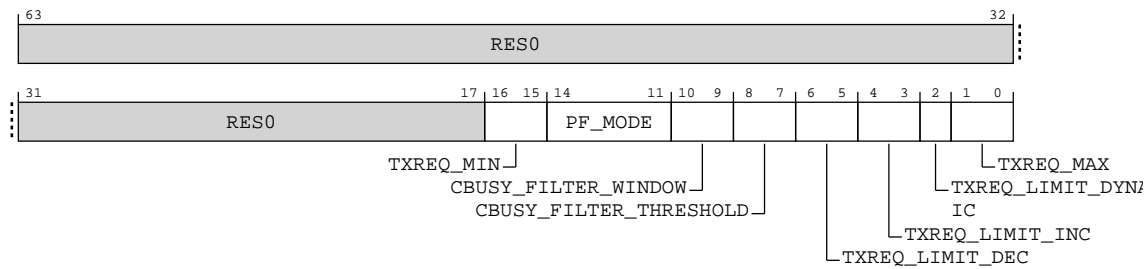 63 32
RES0
31 17 16 15 14 11 10 9 8 7 6 5 4 3 2 1 0
RES0 PF_MODE
TXREQ_MIN TXREQ_MAX
CBUSY_FILTER_WINDOW TXREQ_LIMIT_DYNA
CBUSY_FILTER_THRESHOLD IC
TXREQ_LIMIT_INC
TXREQ_LIMIT_DEC